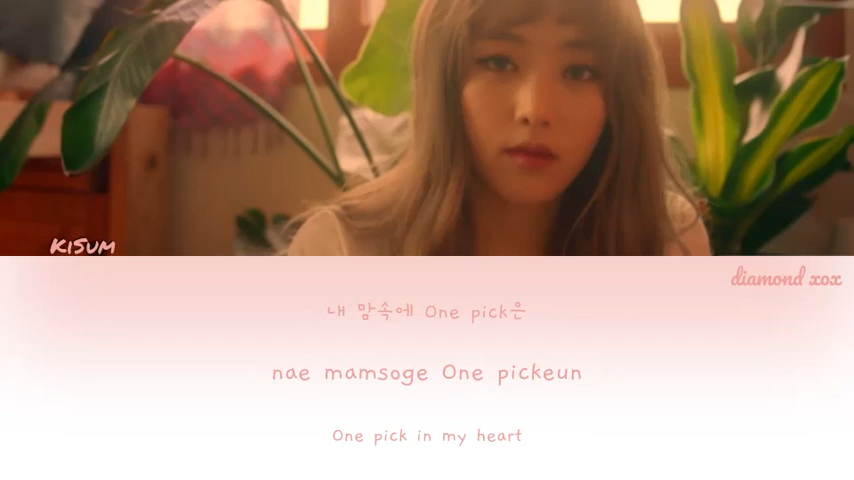 KISUM
diamond xox
내 맘속에 One pick은
nae mamsoge One pickeun
One pick in my heart